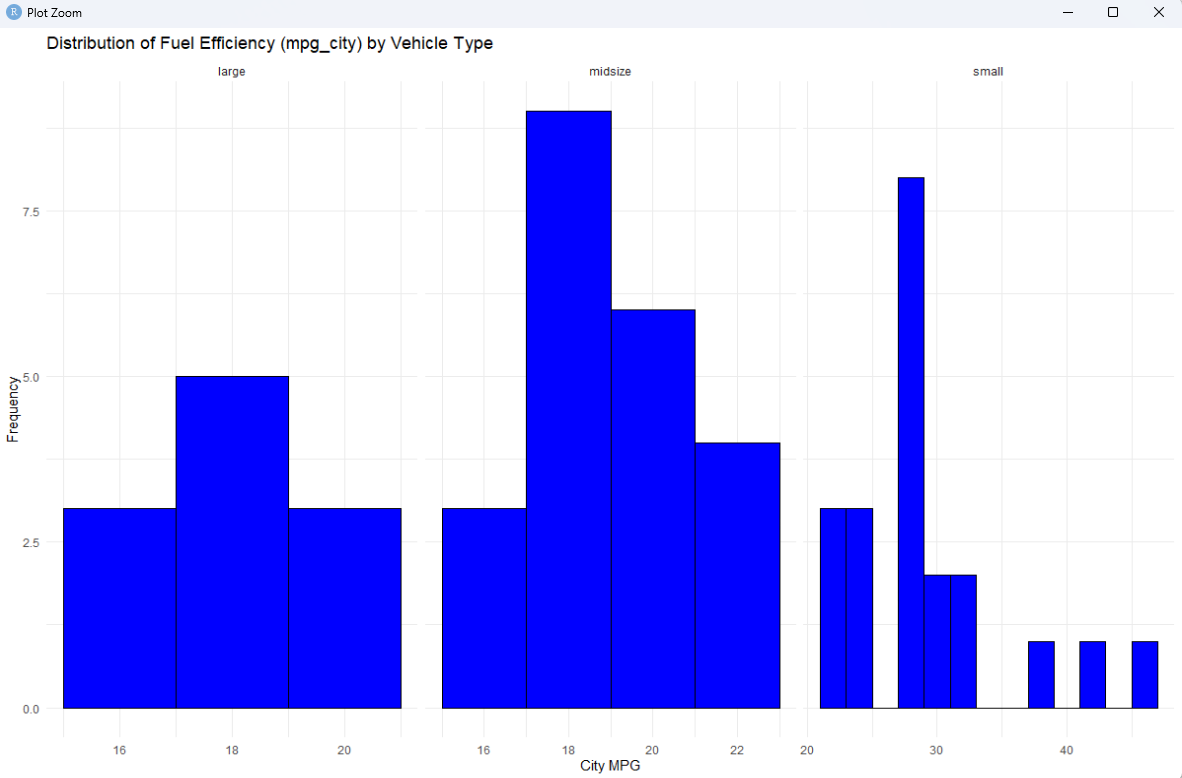 R Plot Zoom
Distribution of Fuel Efficiency (mpg_city) by Vehicle Type
large midsize small
7.5
5.0
2.5
0.0
Frequency
16 18 20 16 18 20 22 20 30 40
City MPG